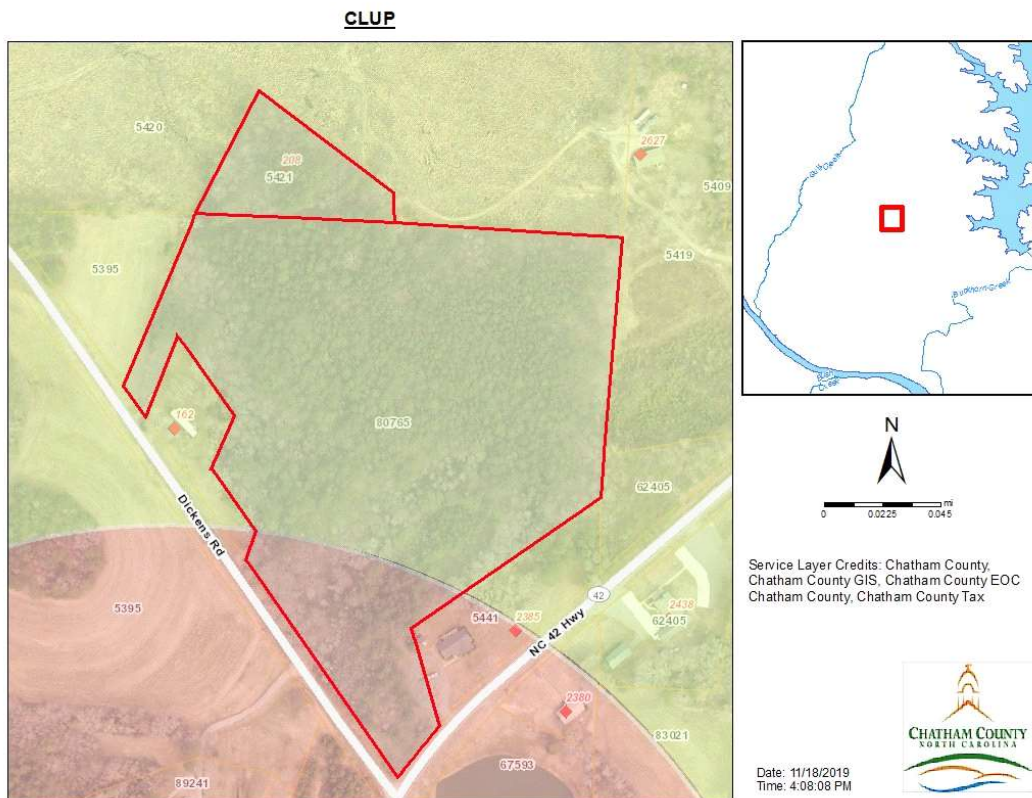 CLUP
5420
208
5421
2627
5409
5395
5419
162
80765
62405
Dickens Rd
42
NC 42 Hwy
5395
5441
2385
2438
62405
2380
83021
67593
89241
N
mi
0 0.0225 0.045
Service Layer Credits: Chatham County,
Chatham County GIS, Chatham County EOC
Chatham County, Chatham County Tax
CHATHAM COUNTY
NORTH CAROLINA
Date: 11/18/2019
Time: 4:08:08 PM